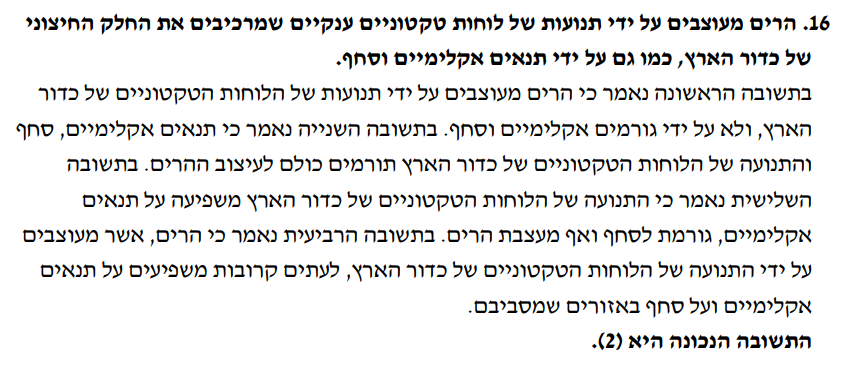 16. הרים מעוצבים על ידי תנועות של לוחות טקטוניים ענקיים שמרכיבים את החלק החיצוני
של כדור הארץ, כמו גם על ידי תנאים אקלימיים וסחף.
בתשובה הראשונה נאמר כי הרים מעוצבים על ידי תנועות של הלוחות הטקטוניים של כדור
הארץ, ולא על ידי גורמים אקלימיים וסחף. בתשובה השנייה נאמר כי תנאים אקלימיים, סחף
והתנועה של הלוחות הטקטוניים של כדור הארץ תורמים כולם לעיצוב ההרים. בתשובה
השלישית נאמר כי התנועה של הלוחות הטקטוניים של כדור הארץ משפיעה על תנאים
אקלימיים, גורמת לסחף ואף מעצבת הרים. בתשובה הרביעית נאמר כי הרים, אשר מעוצבים
על ידי התנועה של הלוחות הטקטוניים של כדור הארץ, לעתים קרובות משפיעים על תנאים
אקלימיים ועל סחף באזורים שמסביבם.
התשובה הנכונה היא (2).